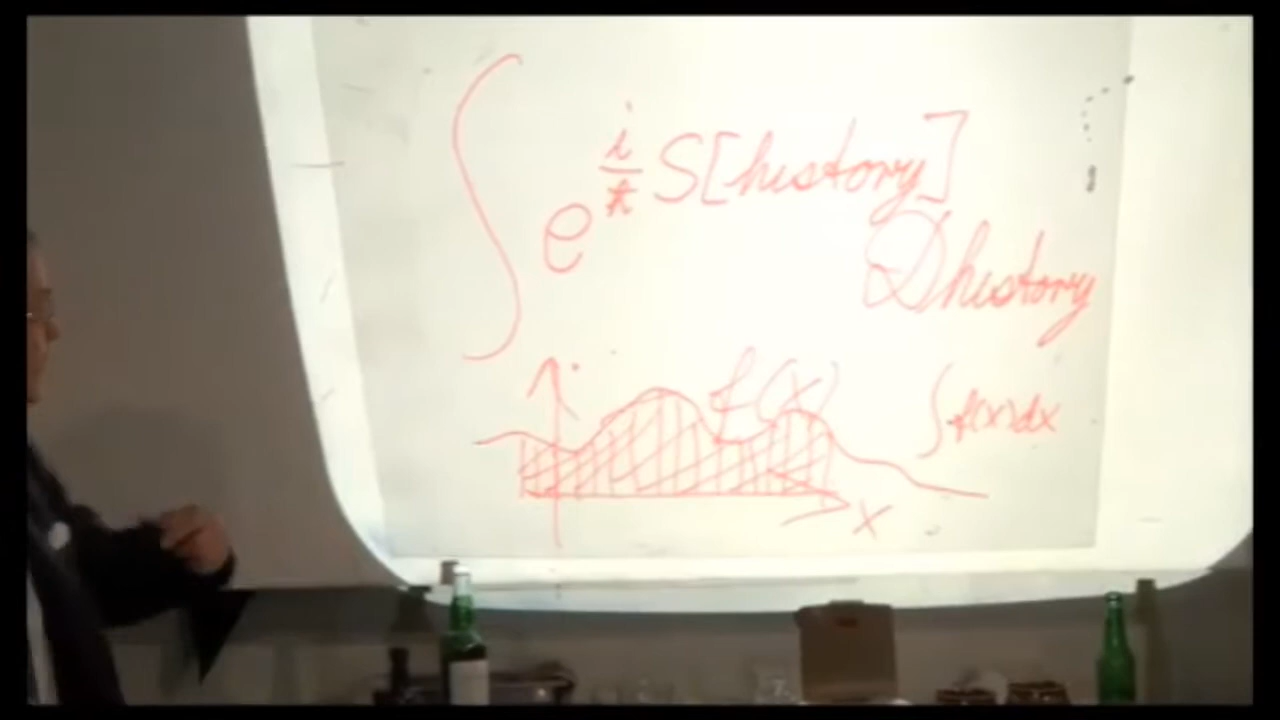 ∫ e^{i/ħ S[history]} 𝒟history
f(x) ∫f(x)dx
x